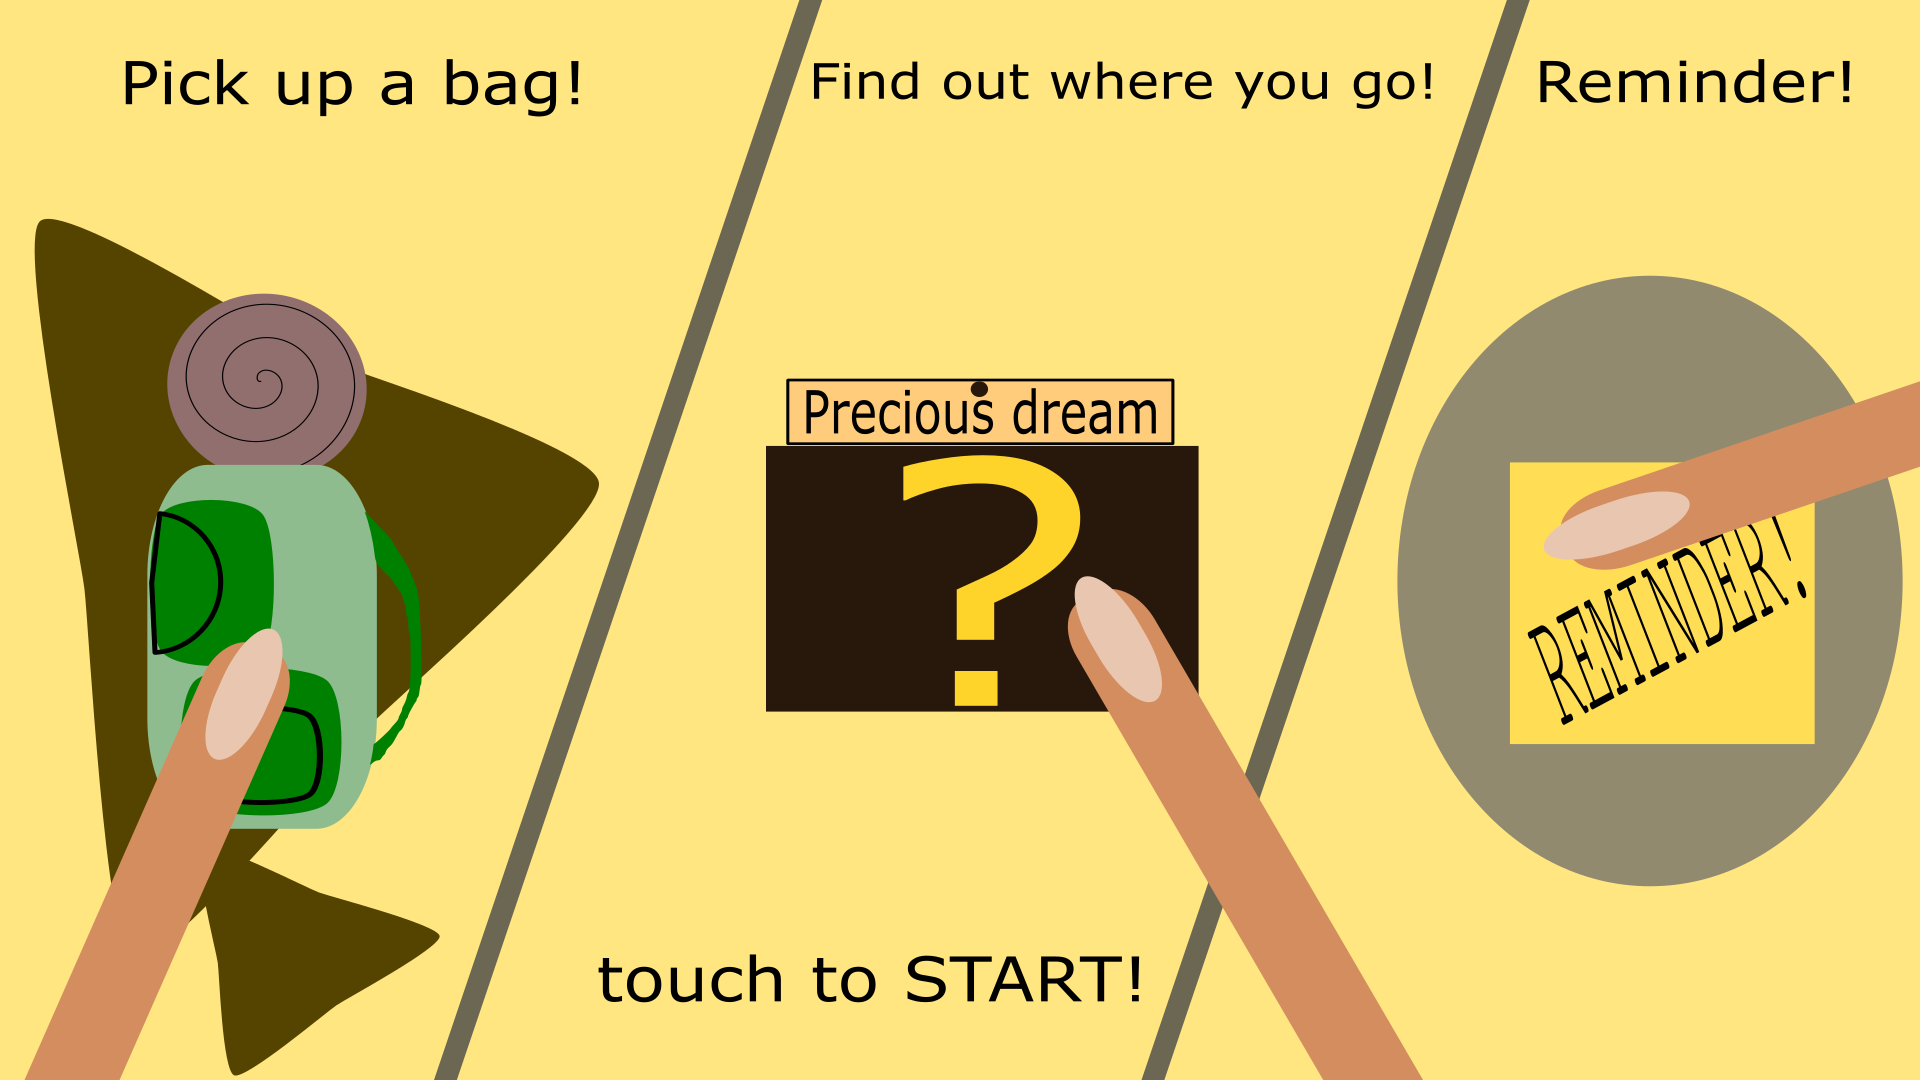 Pick up a bag!
Find out where you go!
Reminder!
Precious dream
?
REMINDER!
touch to START!